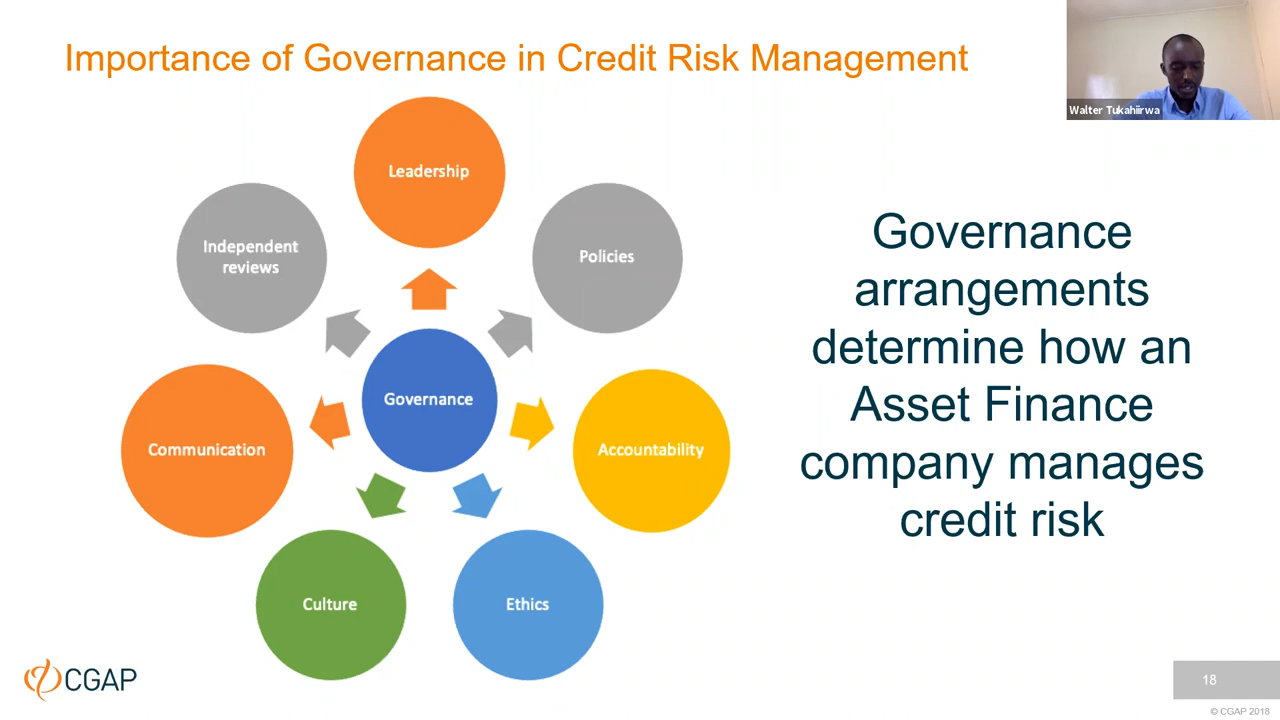 Importance of Governance in Credit Risk Management
Walter Tukahiirwa
Leadership
Independent
reviews
Policies
Governance
Communication
Accountability
Culture
Ethics
Governance
arrangements
determine how an
Asset Finance
company manages
credit risk
CGAP
18
© CGAP 2018